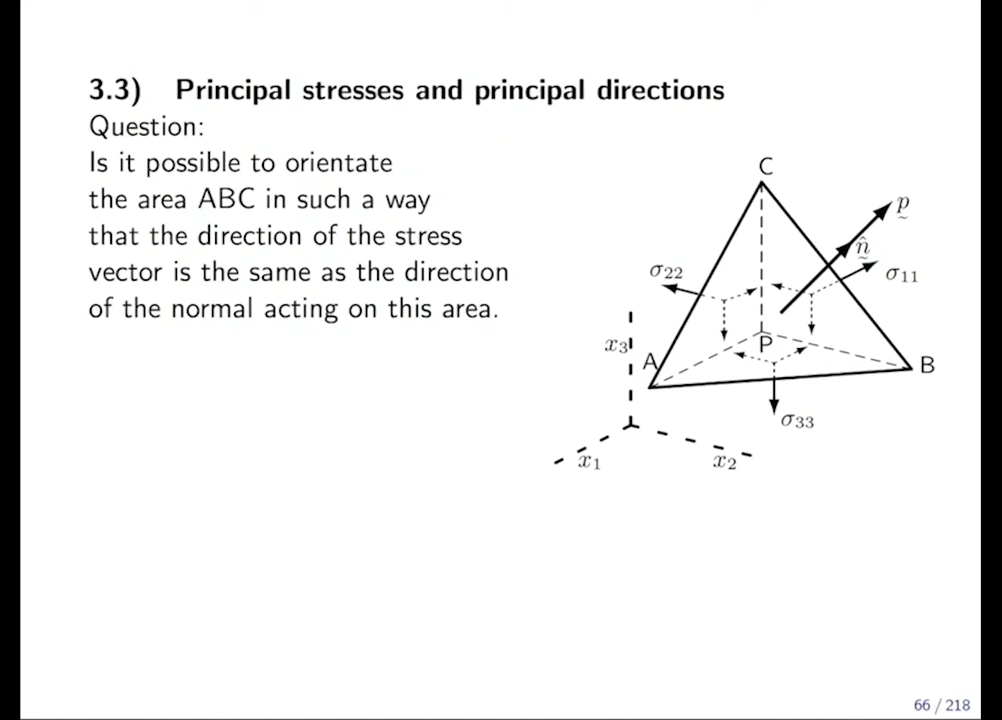 3.3) Principal stresses and principal directions
Question:
Is it possible to orientate
the area ABC in such a way
that the direction of the stress
vector is the same as the direction
of the normal acting on this area.
C
p
n̂
σ22
σ11
x3
P
A
B
σ33
x1
x2
66 / 218